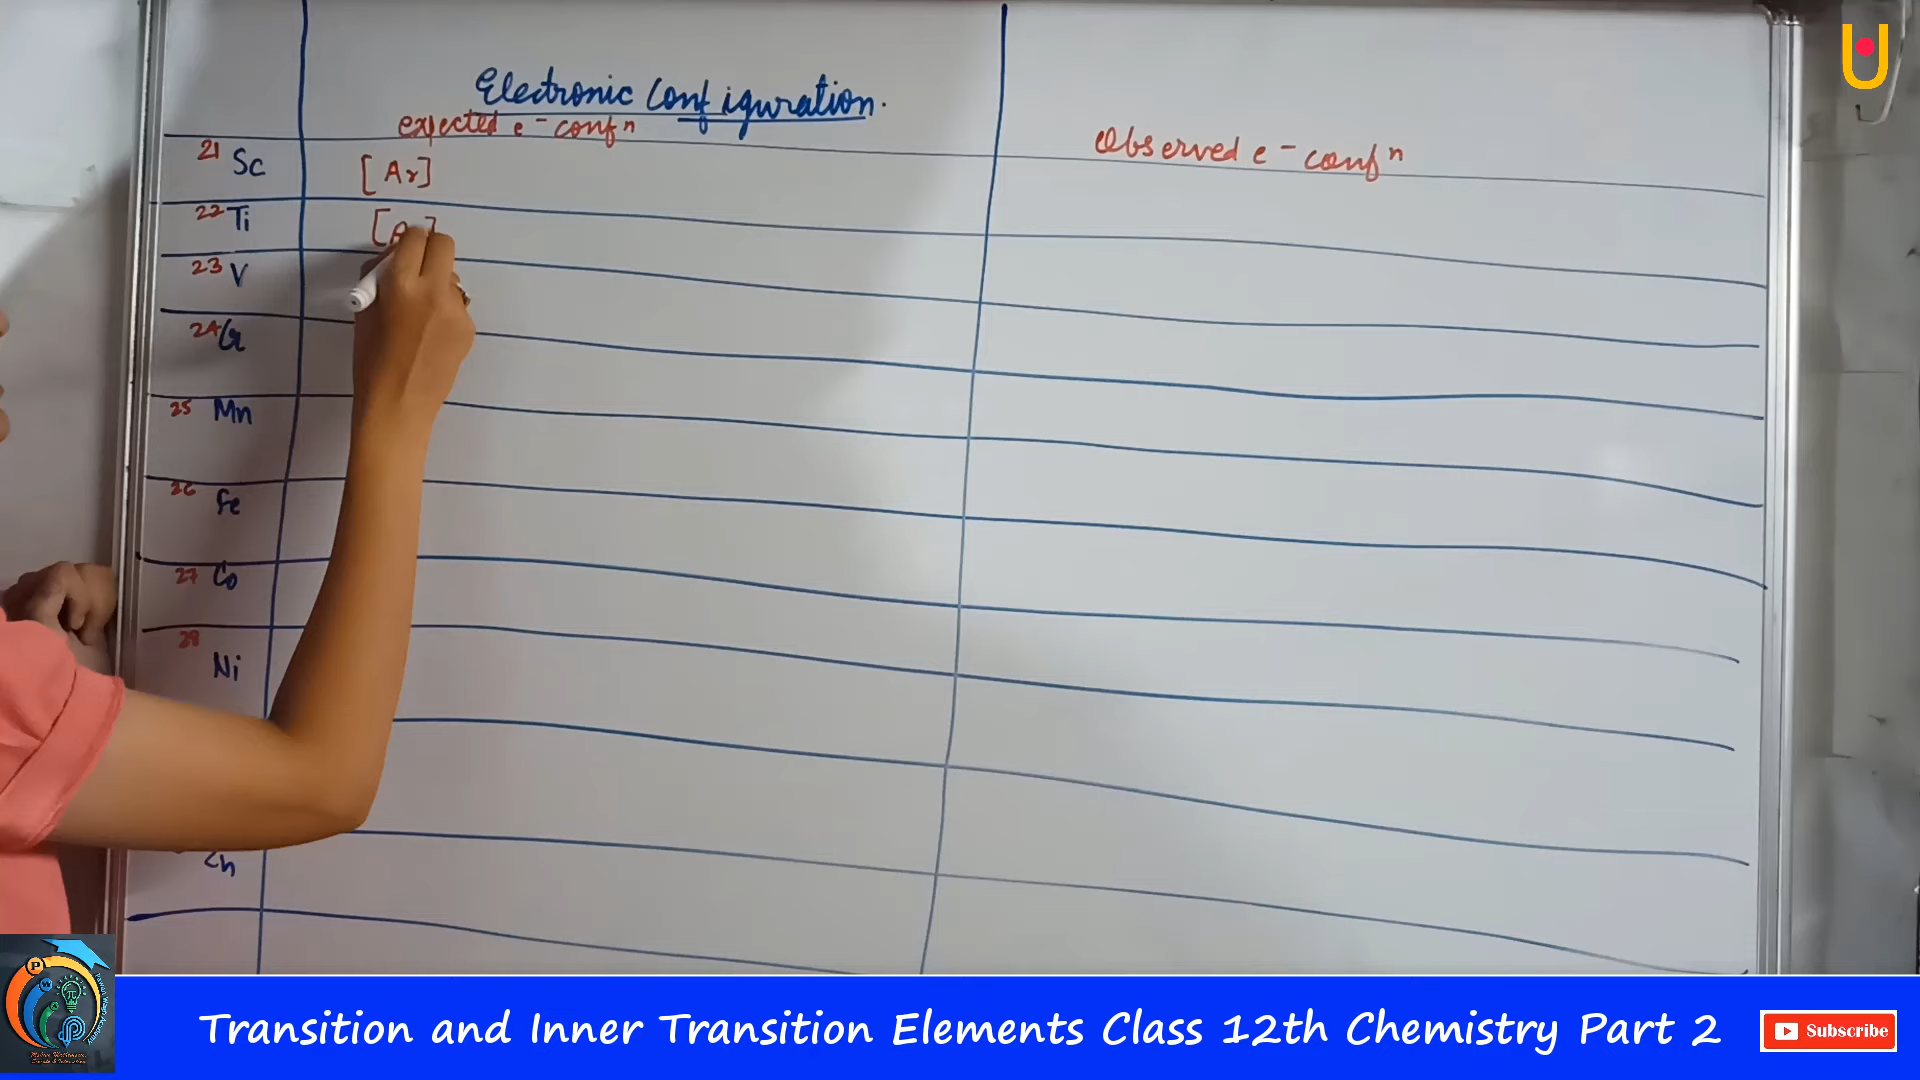 Electronic Configuration.
expected e- confn
Observed e- confn
21 Sc [Ar]
22 Ti
23 V
24 Cr
25 Mn
26 Fe
27 Co
28 Ni
Zn
Transition and Inner Transition Elements Class 12th Chemistry Part 2
Subscribe